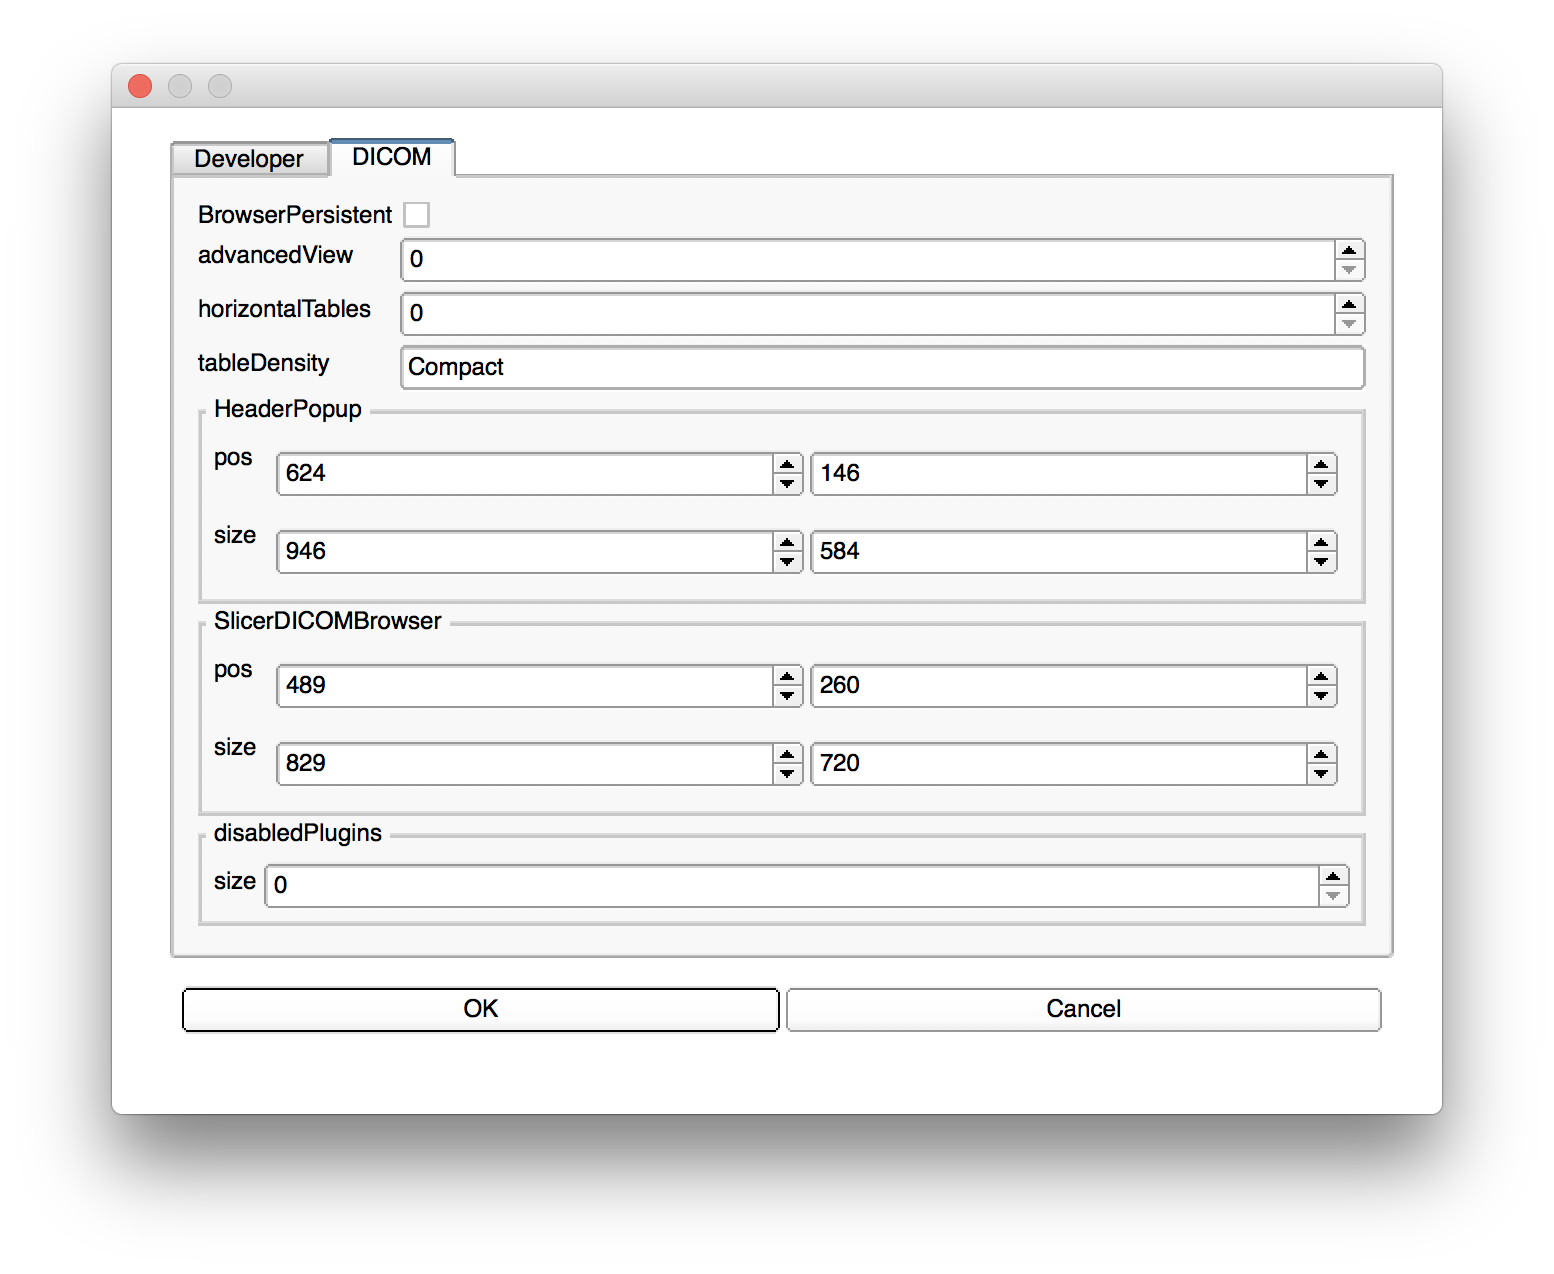 Developer DICOM
BrowserPersistent
advancedView 0
horizontalTables 0
tableDensity Compact
HeaderPopup
pos 624 146
size 946 584
SlicerDICOMBrowser
pos 489 260
size 829 720
disabledPlugins
size 0
OK Cancel